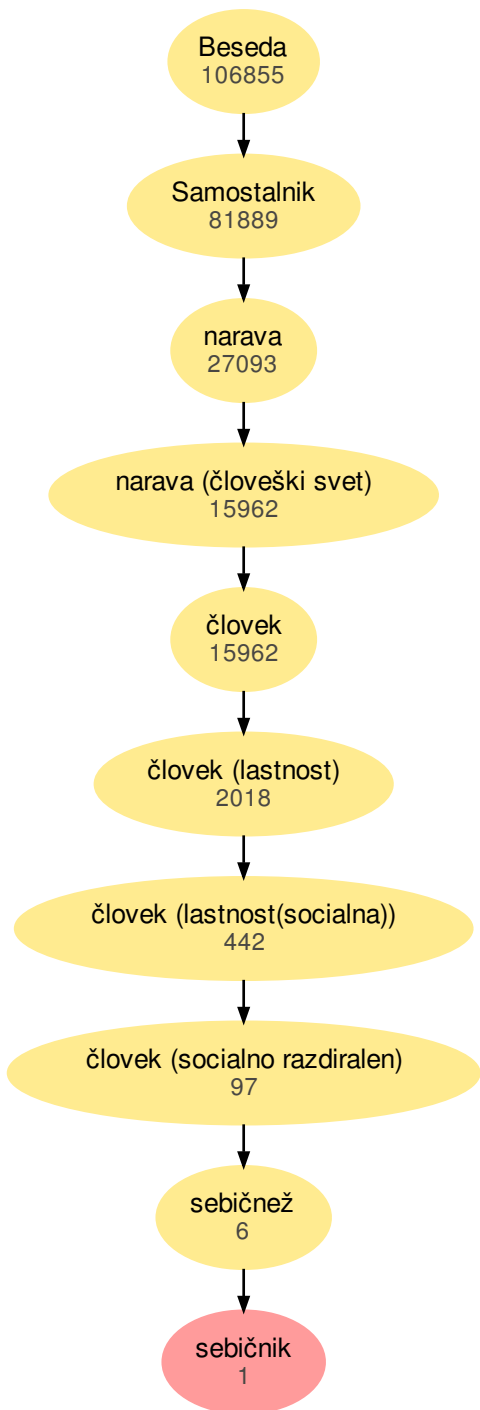 Beseda
106855
Samostalnik
81889
narava
27093
narava (človeški svet)
15962
človek
15962
človek (lastnost)
2018
človek (lastnost(socialna))
442
človek (socialno razdiralen)
97
sebičnež
6
sebičnik
1